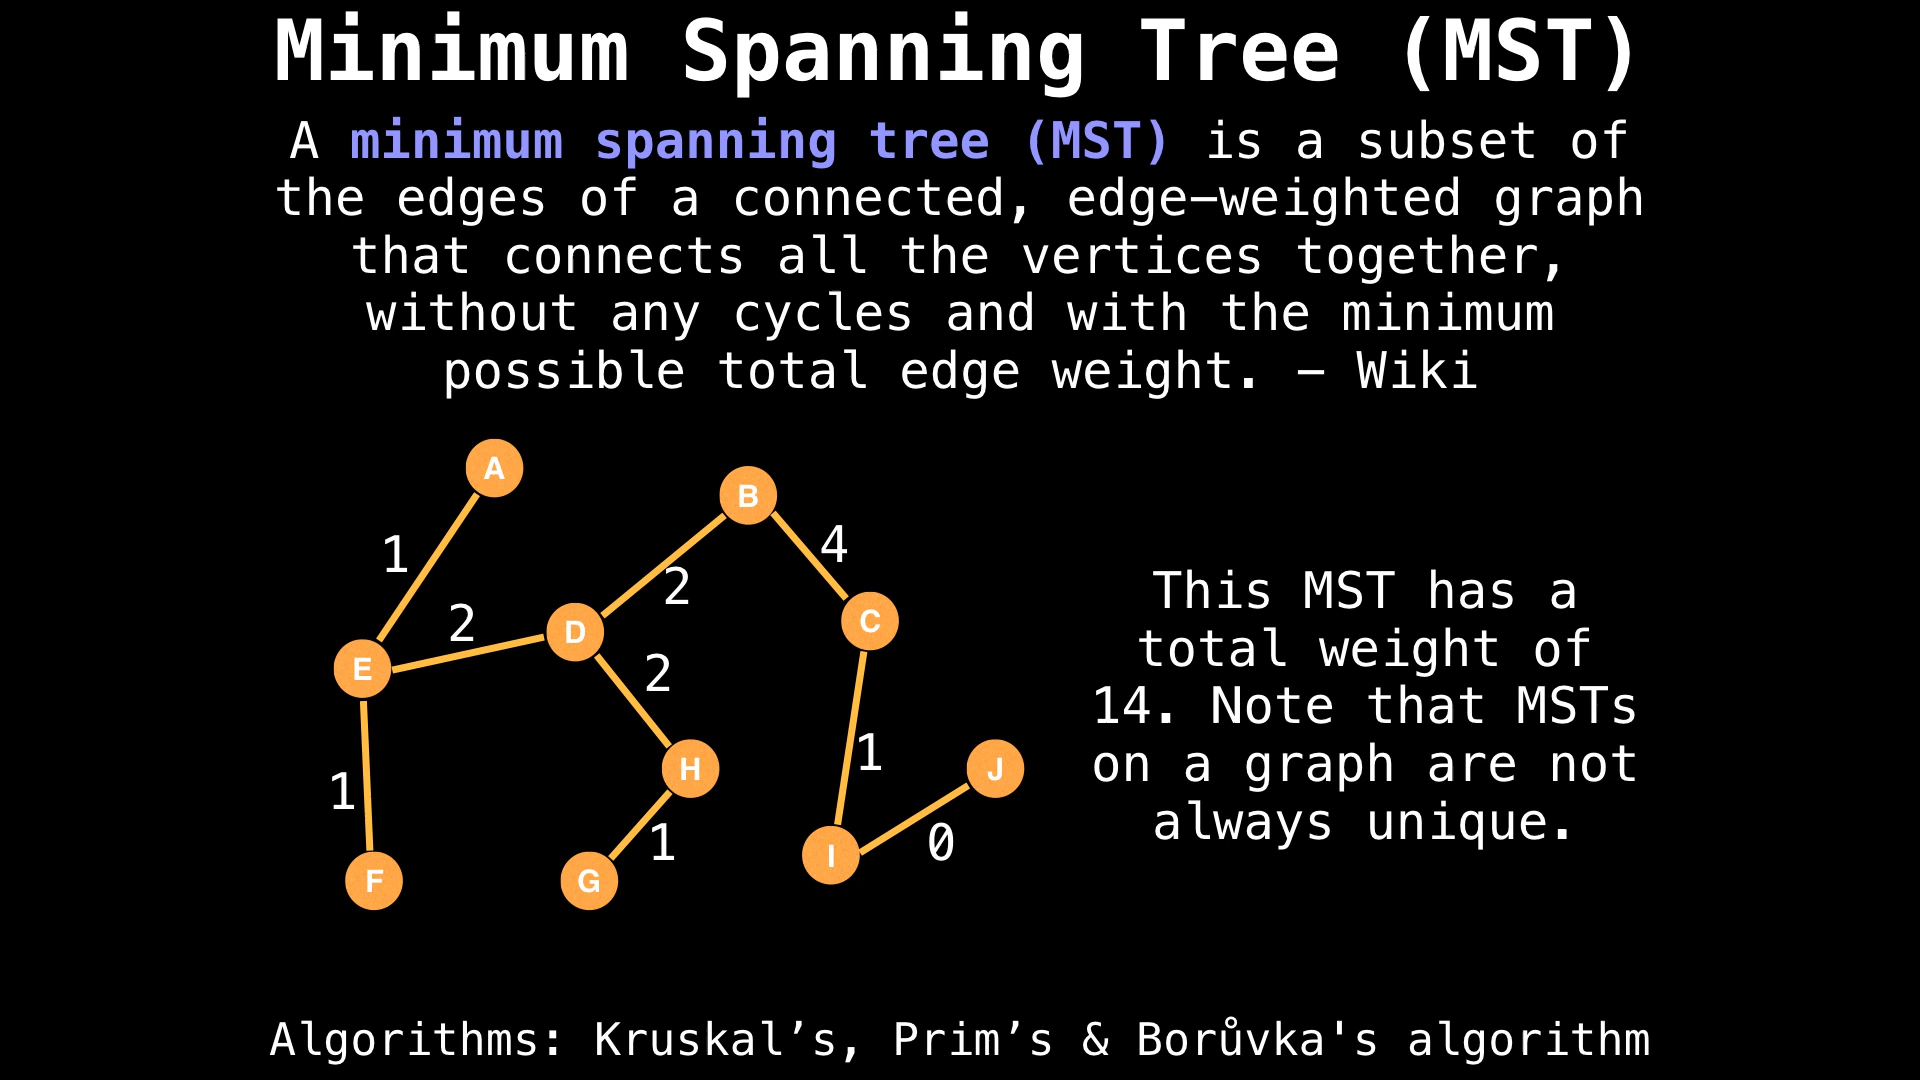 Minimum Spanning Tree (MST)
A minimum spanning tree (MST) is a subset of
the edges of a connected, edge-weighted graph
that connects all the vertices together,
without any cycles and with the minimum
possible total edge weight. - Wiki
A
B
1
4
2
2
C
D
E
2
This MST has a
total weight of
14. Note that MSTs
on a graph are not
always unique.
1
H
J
1
1
0
I
F
G
Algorithms: Kruskal’s, Prim’s & Borůvka's algorithm